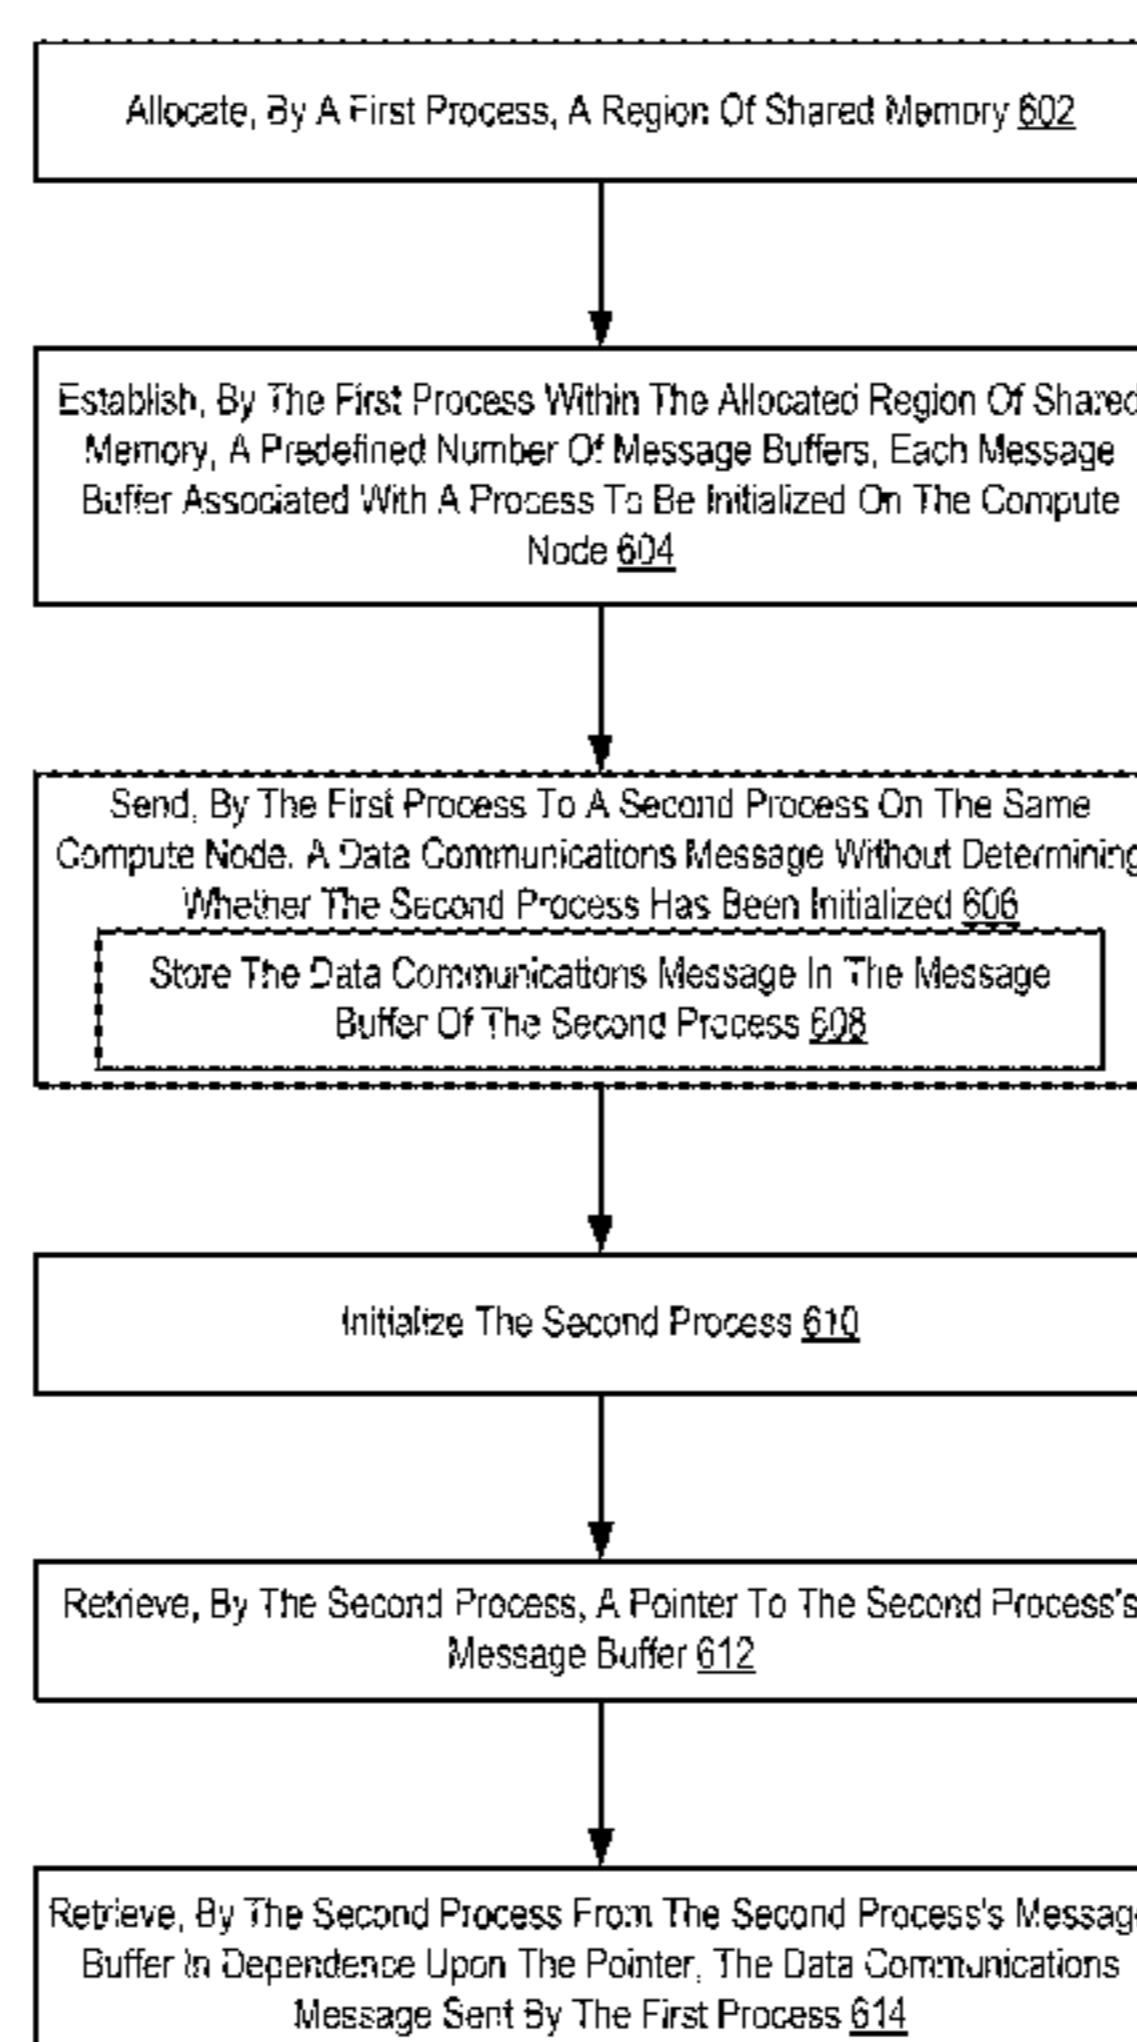 Allocate, By A First Process, A Region Of Shared Memory 602
Establish, By The First Process Within The Allocated Region Of Shared
Memory, A Predefined Number Of Message Buffers, Each Message
Buffer Associated With A Process To Be Initialized On The Compute
Node 604
Send, By The First Process To A Second Process On The Same
Compute Node, A Data Communications Message Without Determining
Whether The Second Process Has Been Initialized 606
Store The Data Communications Message In The Message
Buffer Of The Second Process 608
Initialize The Second Process 610
Retrieve, By The Second Process, A Pointer To The Second Process's
Message Buffer 612
Retrieve, By The Second Process From The Second Process's Message
Buffer In Dependence Upon The Pointer, The Data Communications
Message Sent By The First Process 614